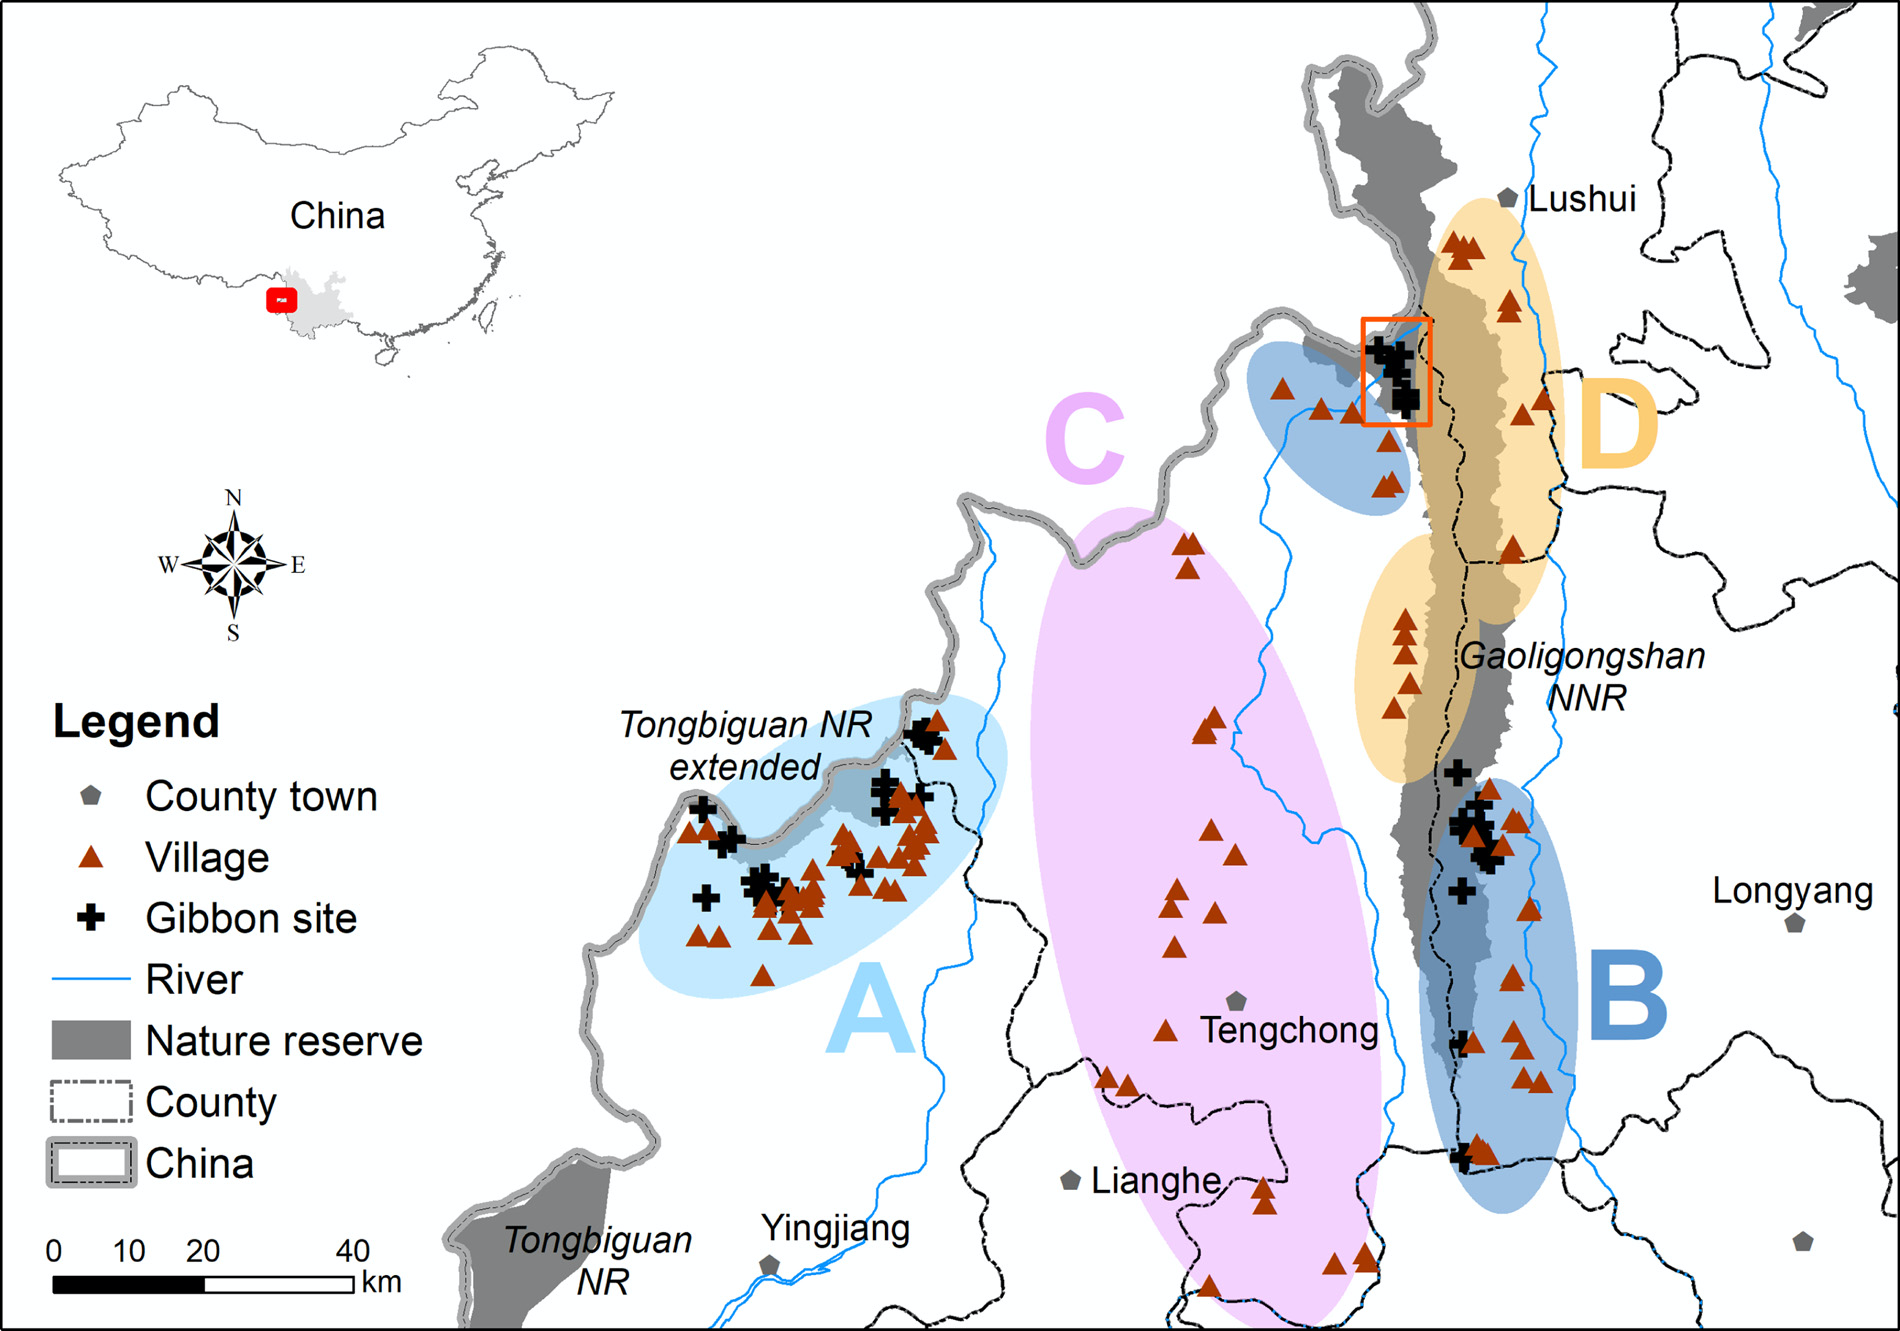 China
Lushui
N
W
E
S
C
D
Gaoligongshan
NNR
Tongbiguan NR
extended
Legend
County town
Village
Gibbon site
River
Nature reserve
County
China
A
B
Longyang
Tengchong
Lianghe
Yingjiang
Tongbiguan
NR
0 10 20 40
km